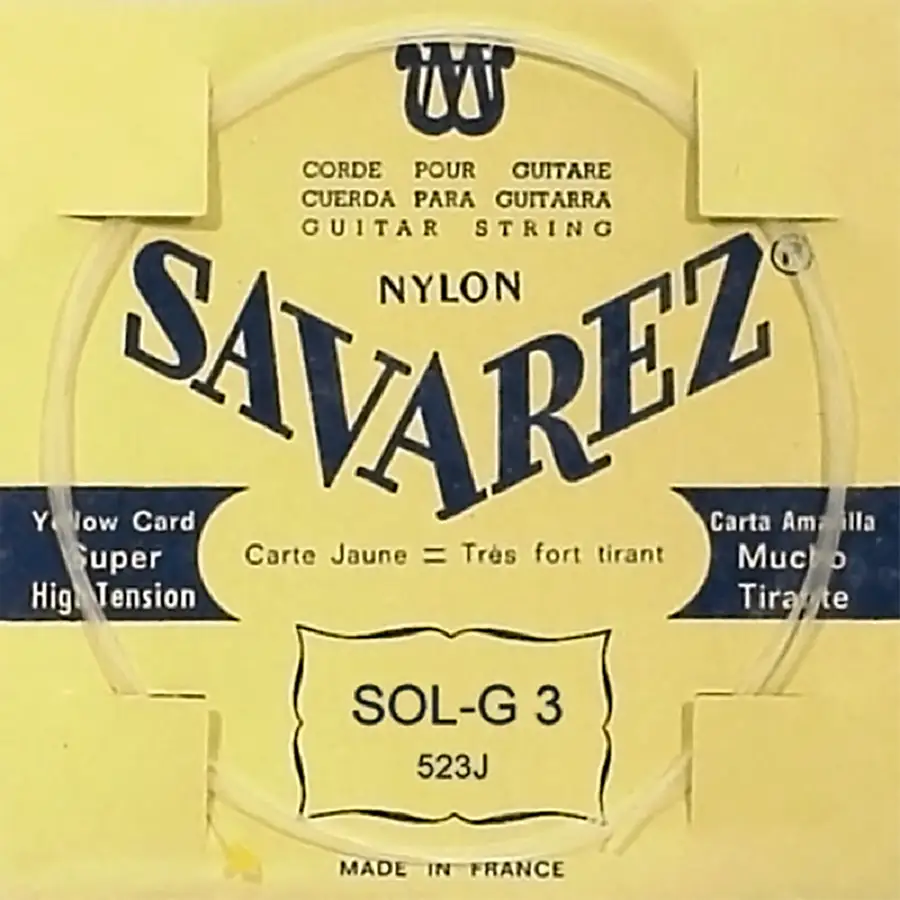 CORDE POUR GUITARE
CUERDA PARA GUITARRA
GUITAR STRING
NYLON
SAVAREZ
Yellow Card
Super
High Tension
Carte Jaune = Très fort tirant
Carta Amarilla
Mucho
Tirante
SOL-G 3
523J
MADE IN FRANCE